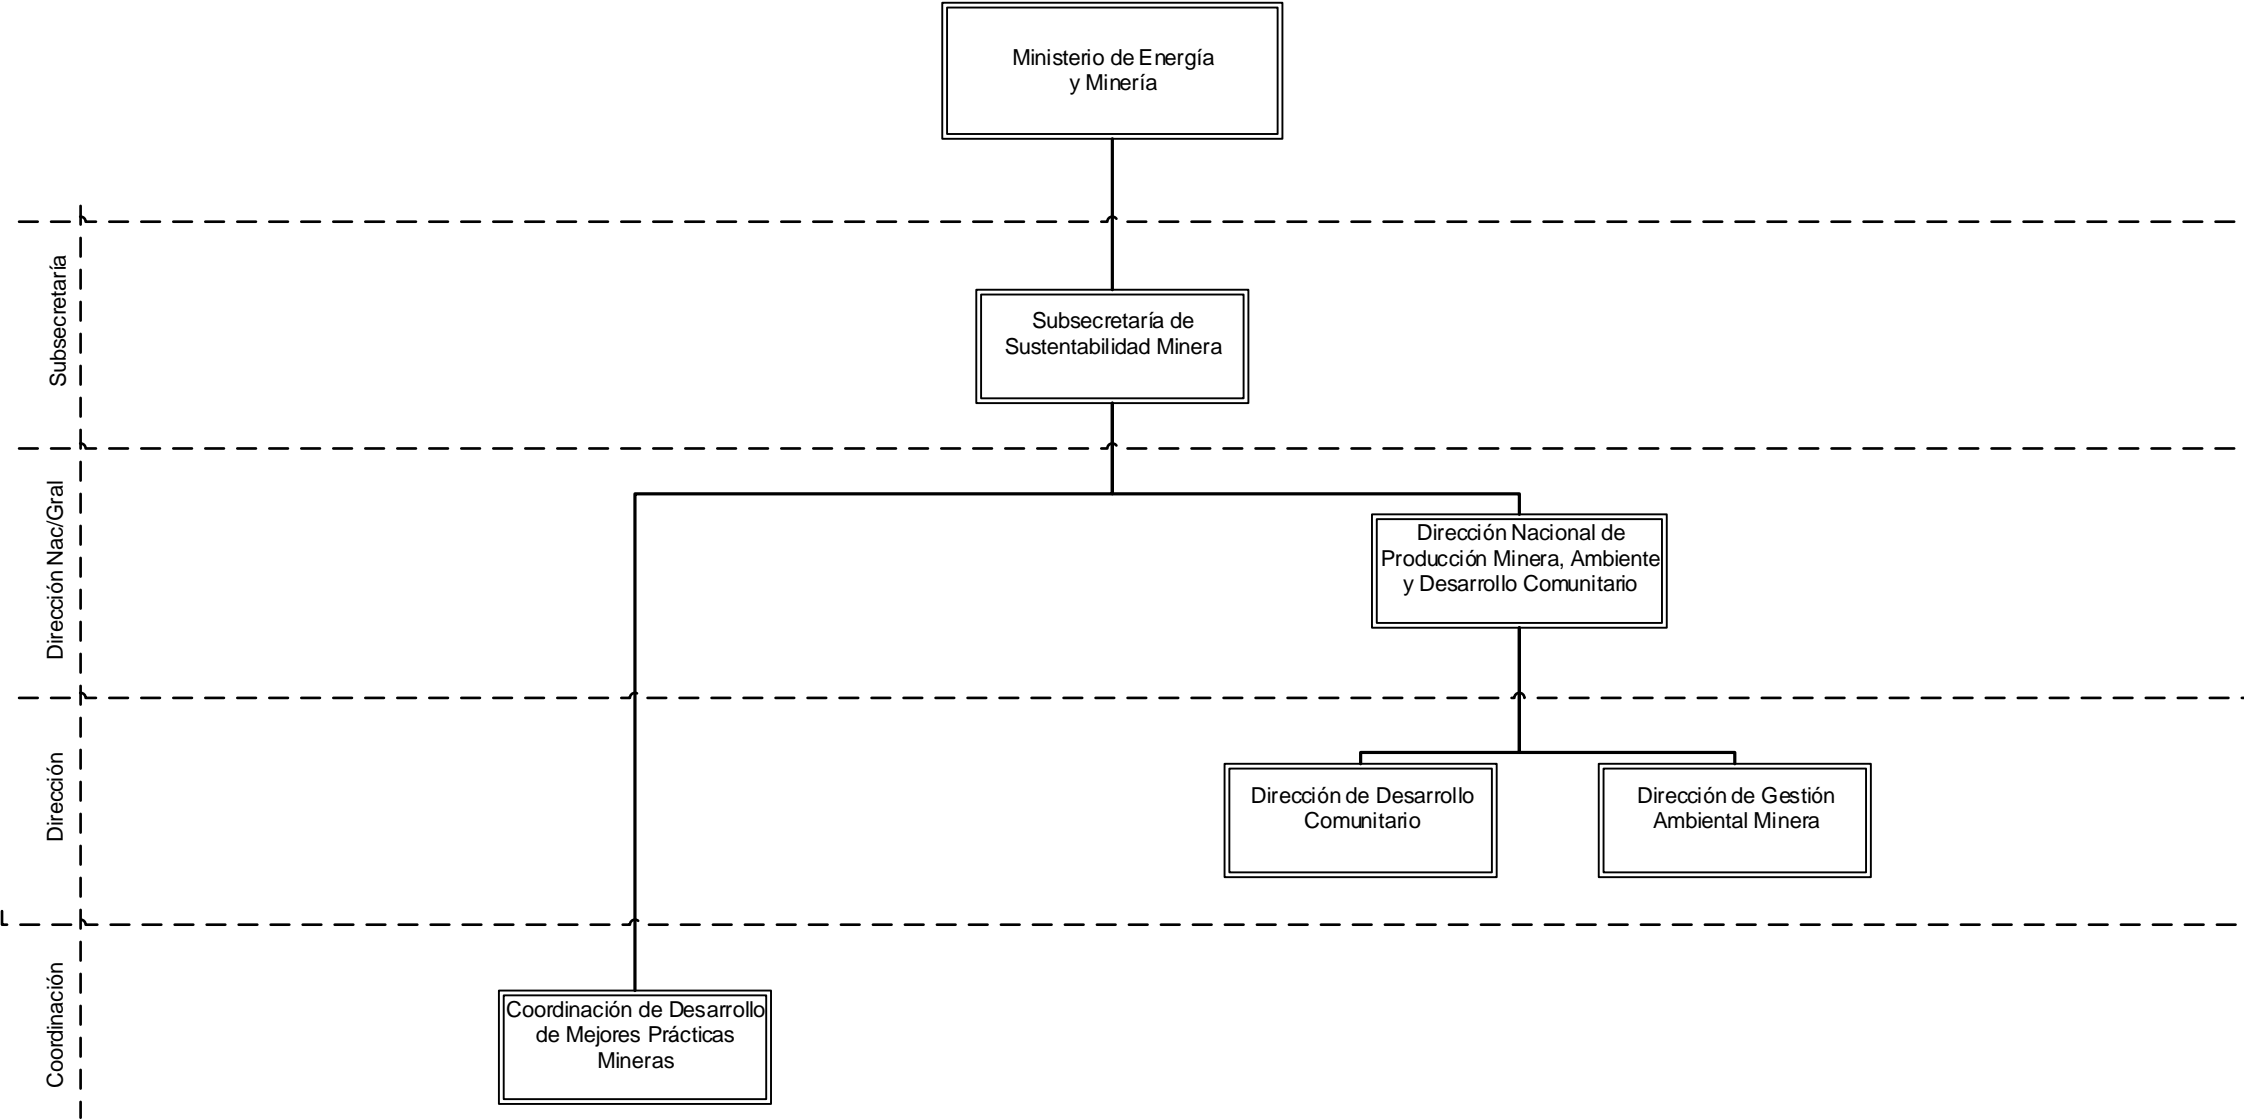 Ministerio de Energía
y Minería
Subsecretaría
Subsecretaría de
Sustentabilidad Minera
Dirección Nac/Gral
Dirección Nacional de
Producción Minera, Ambiente
y Desarrollo Comunitario
Dirección
Dirección de Desarrollo
Comunitario
Dirección de Gestión
Ambiental Minera
Coordinación
Coordinación de Desarrollo
de Mejores Prácticas
Mineras